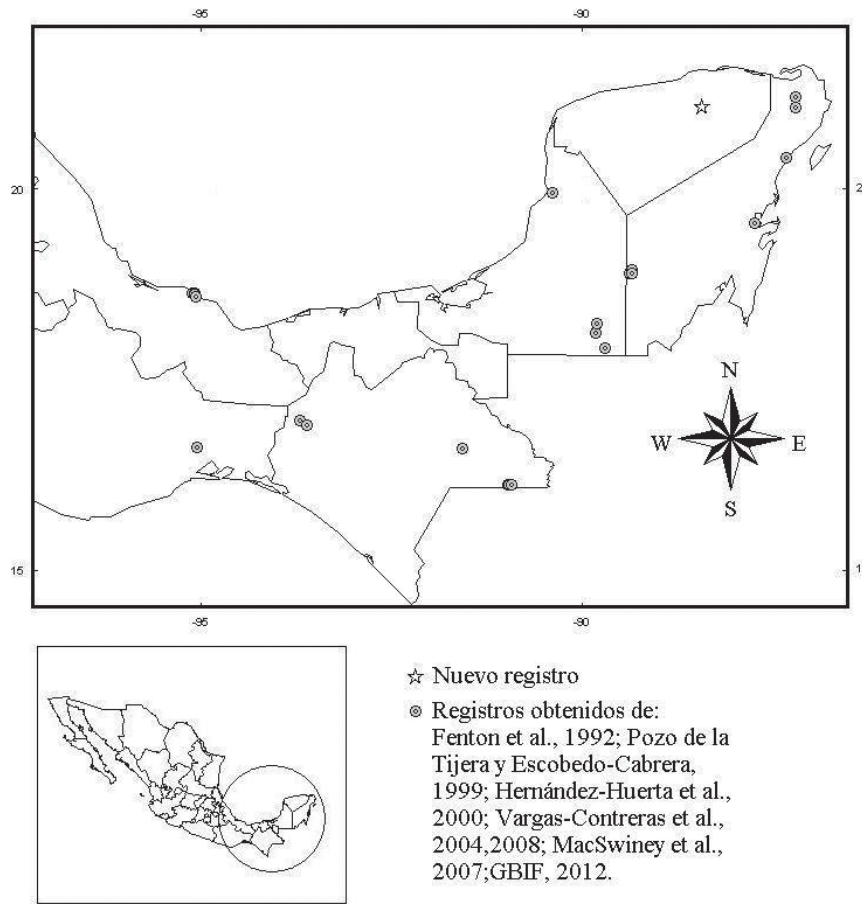 -95 -90
20 2
N
W E
S
15 1
-95 -90
Nuevo registro
Registros obtenidos de:
Fenton et al., 1992; Pozo de la
Tijera y Escobedo-Cabrera,
1999; Hernández-Huerta et al.,
2000; Vargas-Contreras et al.,
2004,2008; MacSwiney et al.,
2007;GBIF, 2012.